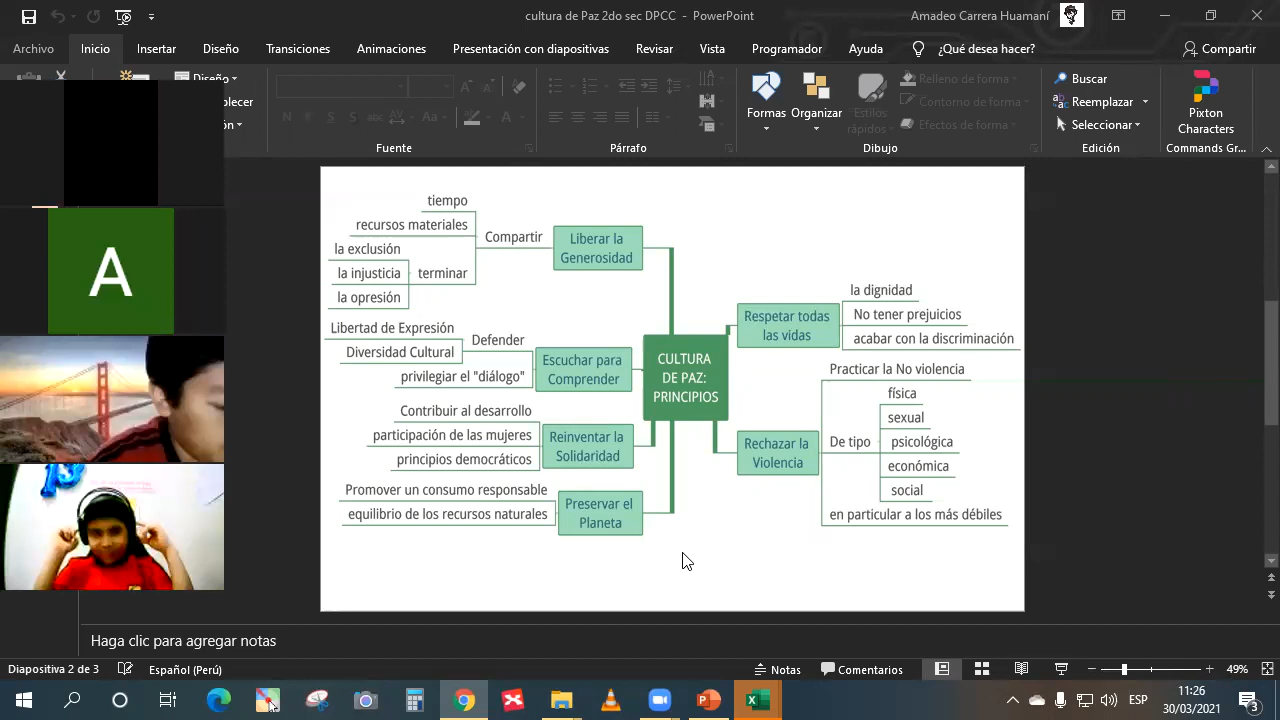 cultura de Paz 2do sec DPCC - PowerPoint
Amadeo Carrera Huamaní
Archivo Inicio Insertar Diseño Transiciones Animaciones Presentación con diapositivas Revisar Vista Programador Ayuda ¿Qué desea hacer? Compartir
Diseño
Relleno de forma
Buscar
Contorno de forma
Reemplazar
Formas Organizar Estilos rápidos
Efectos de forma
Seleccionar
Pixton Characters
Fuente Párrafo Dibujo Edición Commands Gr...
A
tiempo
recursos materiales
Compartir
la exclusión
la injusticia
terminar
la opresión
Liberar la
Generosidad
Libertad de Expresión
Defender
Diversidad Cultural
privilegiar el "diálogo"
Escuchar para
Comprender
Contribuir al desarrollo
participación de las mujeres
principios democráticos
Reinventar la
Solidaridad
Promover un consumo responsable
equilibrio de los recursos naturales
Preservar el
Planeta
CULTURA
DE PAZ:
PRINCIPIOS
Respetar todas
las vidas
la dignidad
No tener prejuicios
acabar con la discriminación
Rechazar la
Violencia
Practicar la No violencia
De tipo
física
sexual
psicológica
económica
social
en particular a los más débiles
Haga clic para agregar notas
Diapositiva 2 de 3 Español (Perú) Notas Comentarios 49%
ESP
11:26
30/03/2021
3